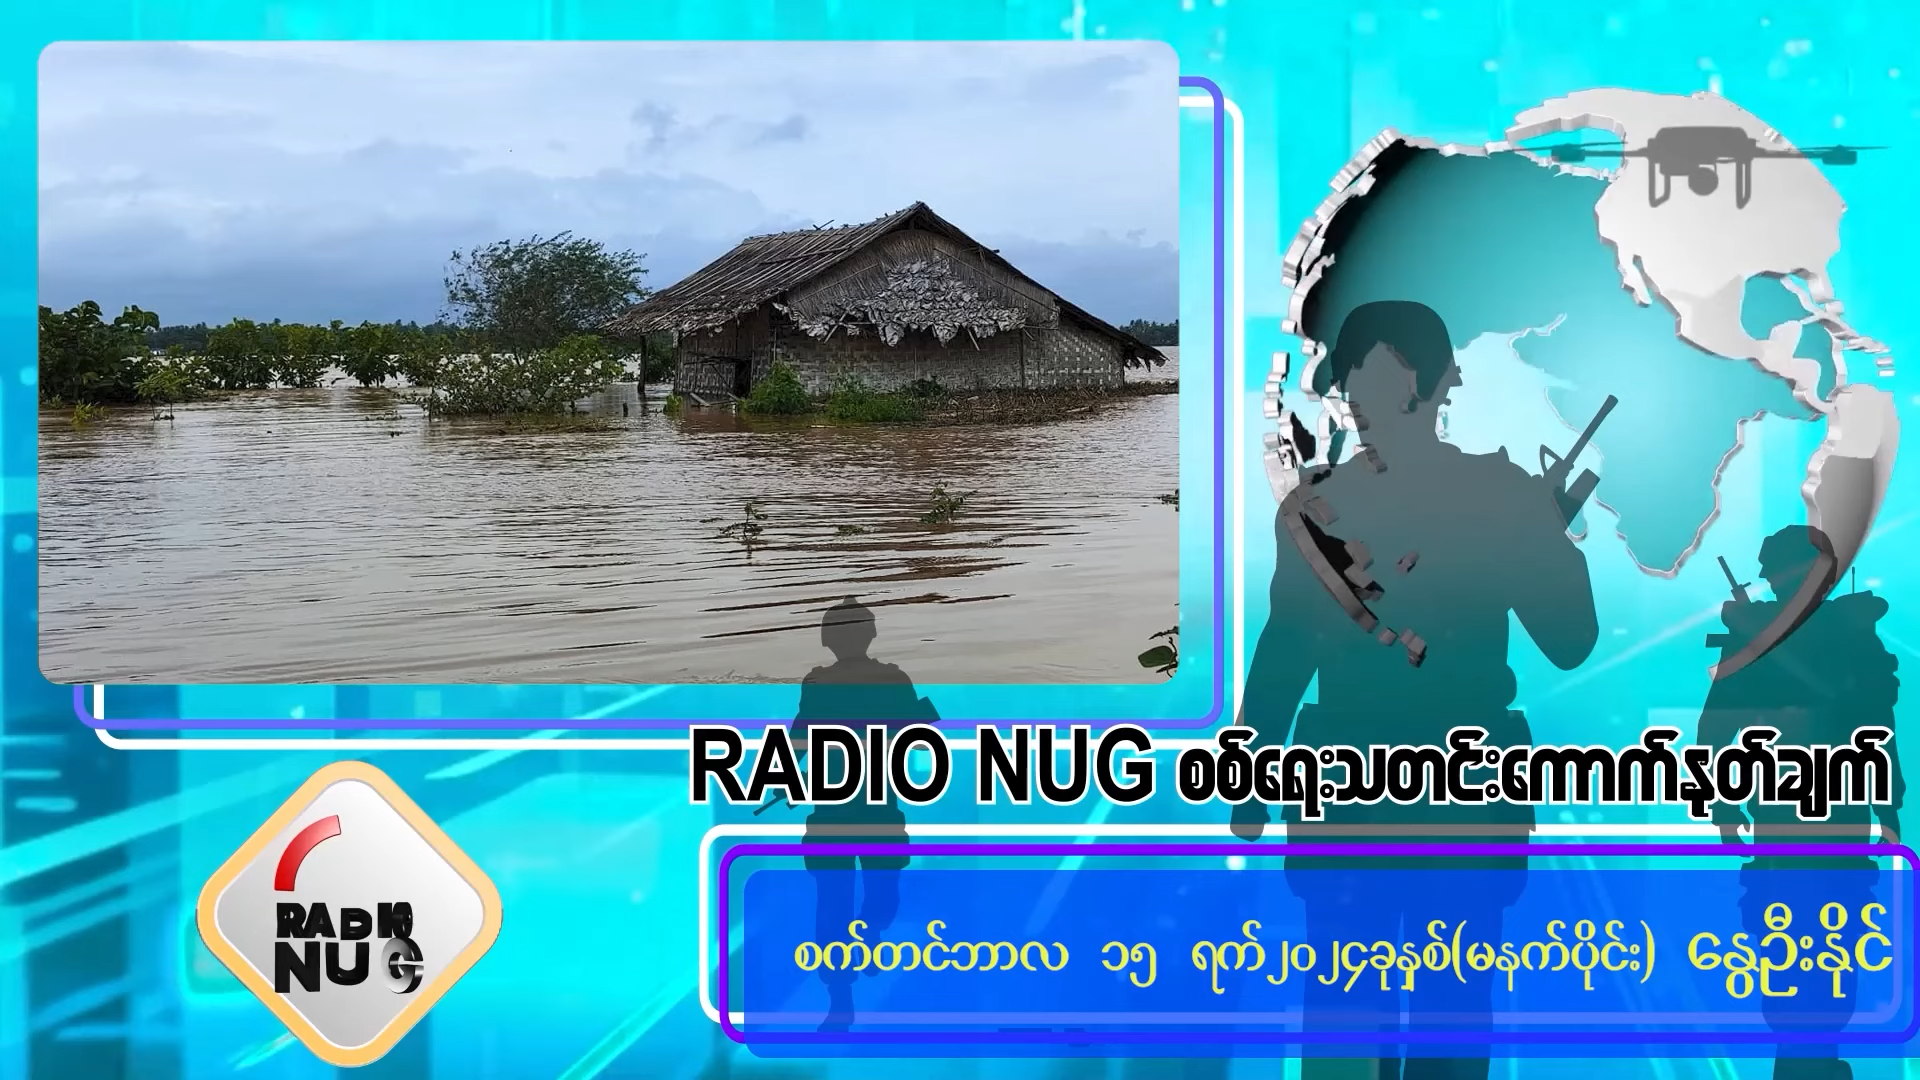 RADIO NUG စစ်ရေးသတင်းကောက်နုတ်ချက်
RADIO
NUG
စက်တင်ဘာလ ၁၅ ရက်၂၀၂၄ခုနှစ်(မနက်ပိုင်း) နွေဦးနိုင်